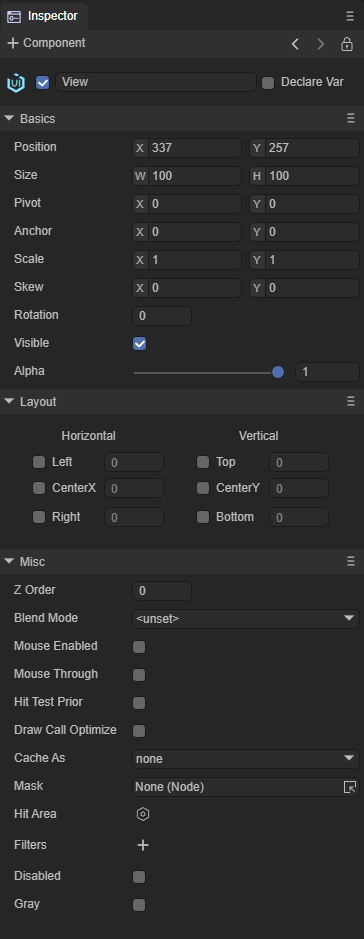 Inspector
+ Component
UI View Declare Var
Basics
Position X 337 Y 257
Size W 100 H 100
Pivot X 0 Y 0
Anchor X 0 Y 0
Scale X 1 Y 1
Skew X 0 Y 0
Rotation 0
Visible
Alpha 1
Layout
Horizontal Vertical
Left 0 Top 0
CenterX 0 CenterY 0
Right 0 Bottom 0
Misc
Z Order 0
Blend Mode <unset>
Mouse Enabled
Mouse Through
Hit Test Prior
Draw Call Optimize
Cache As none
Mask None (Node)
Hit Area
Filters +
Disabled
Gray